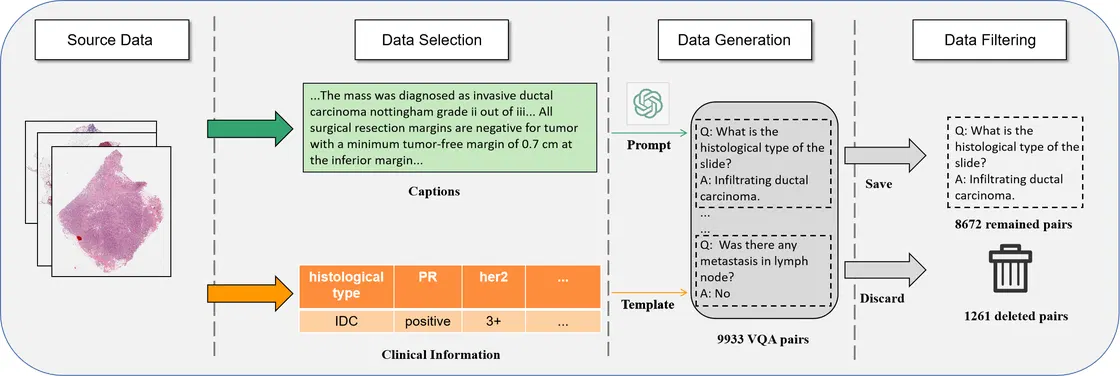 Source Data
Data Selection
Data Generation
Data Filtering
...The mass was diagnosed as invasive ductal
carcinoma nottingham grade ii out of iii... All
surgical resection margins are negative for tumor
with a minimum tumor-free margin of 0.7 cm at
the inferior margin...
Captions
histological
type
PR
her2
...
IDC
positive
3+
...
Clinical Information
Prompt
Template
Q: What is the
histological type of the
slide?
A: Infiltrating ductal
carcinoma.
...
...
Q: Was there any
metastasis in lymph
node?
A: No
9933 VQA pairs
Save
Discard
Q: What is the
histological type of the
slide?
A: Infiltrating ductal
carcinoma.
8672 remained pairs
1261 deleted pairs